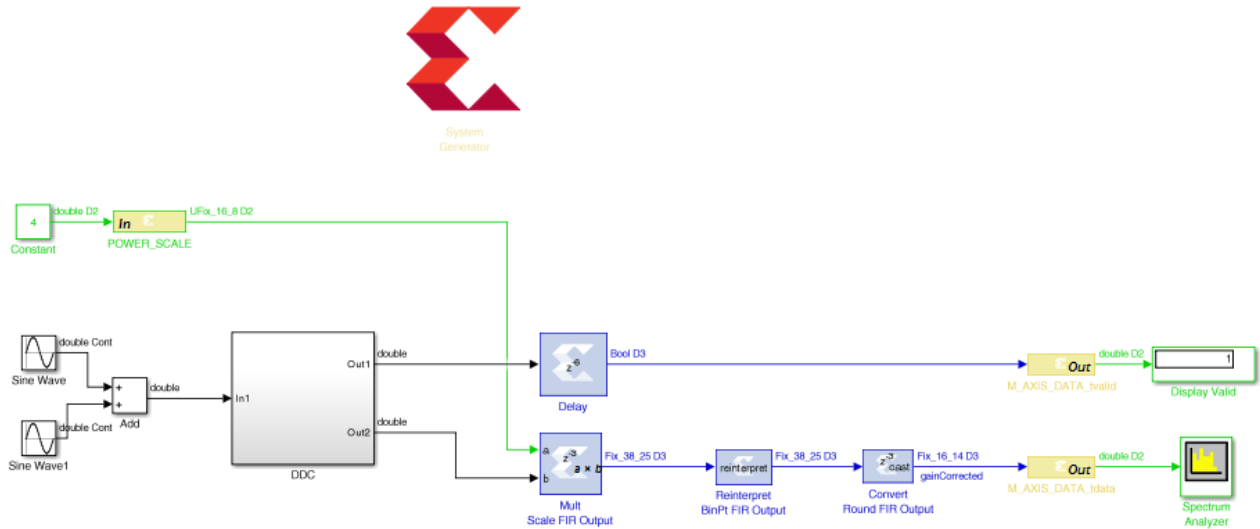 System
Generator
double D2
UFix_16_8 D2
4
In
Constant
POWER_SCALE
double Cont
Sine Wave
double
Add
double Cont
Sine Wave1
In1
Out1
Out2
DDC
double
double
z-6
Delay
Bool D3
Out
M_AXIS_DATA_tvalid
double D2
1
Display Valid
a
b
z-3
a × b
Mult
Scale FIR Output
Fix_38_25 D3
reinterpret
Reinterpret
BinPt FIR Output
Fix_38_25 D3
z-3
cast
Convert
Round FIR Output
Fix_16_14 D3
gainCorrected
Out
M_AXIS_DATA_tdata
double D2
Spectrum
Analyzer